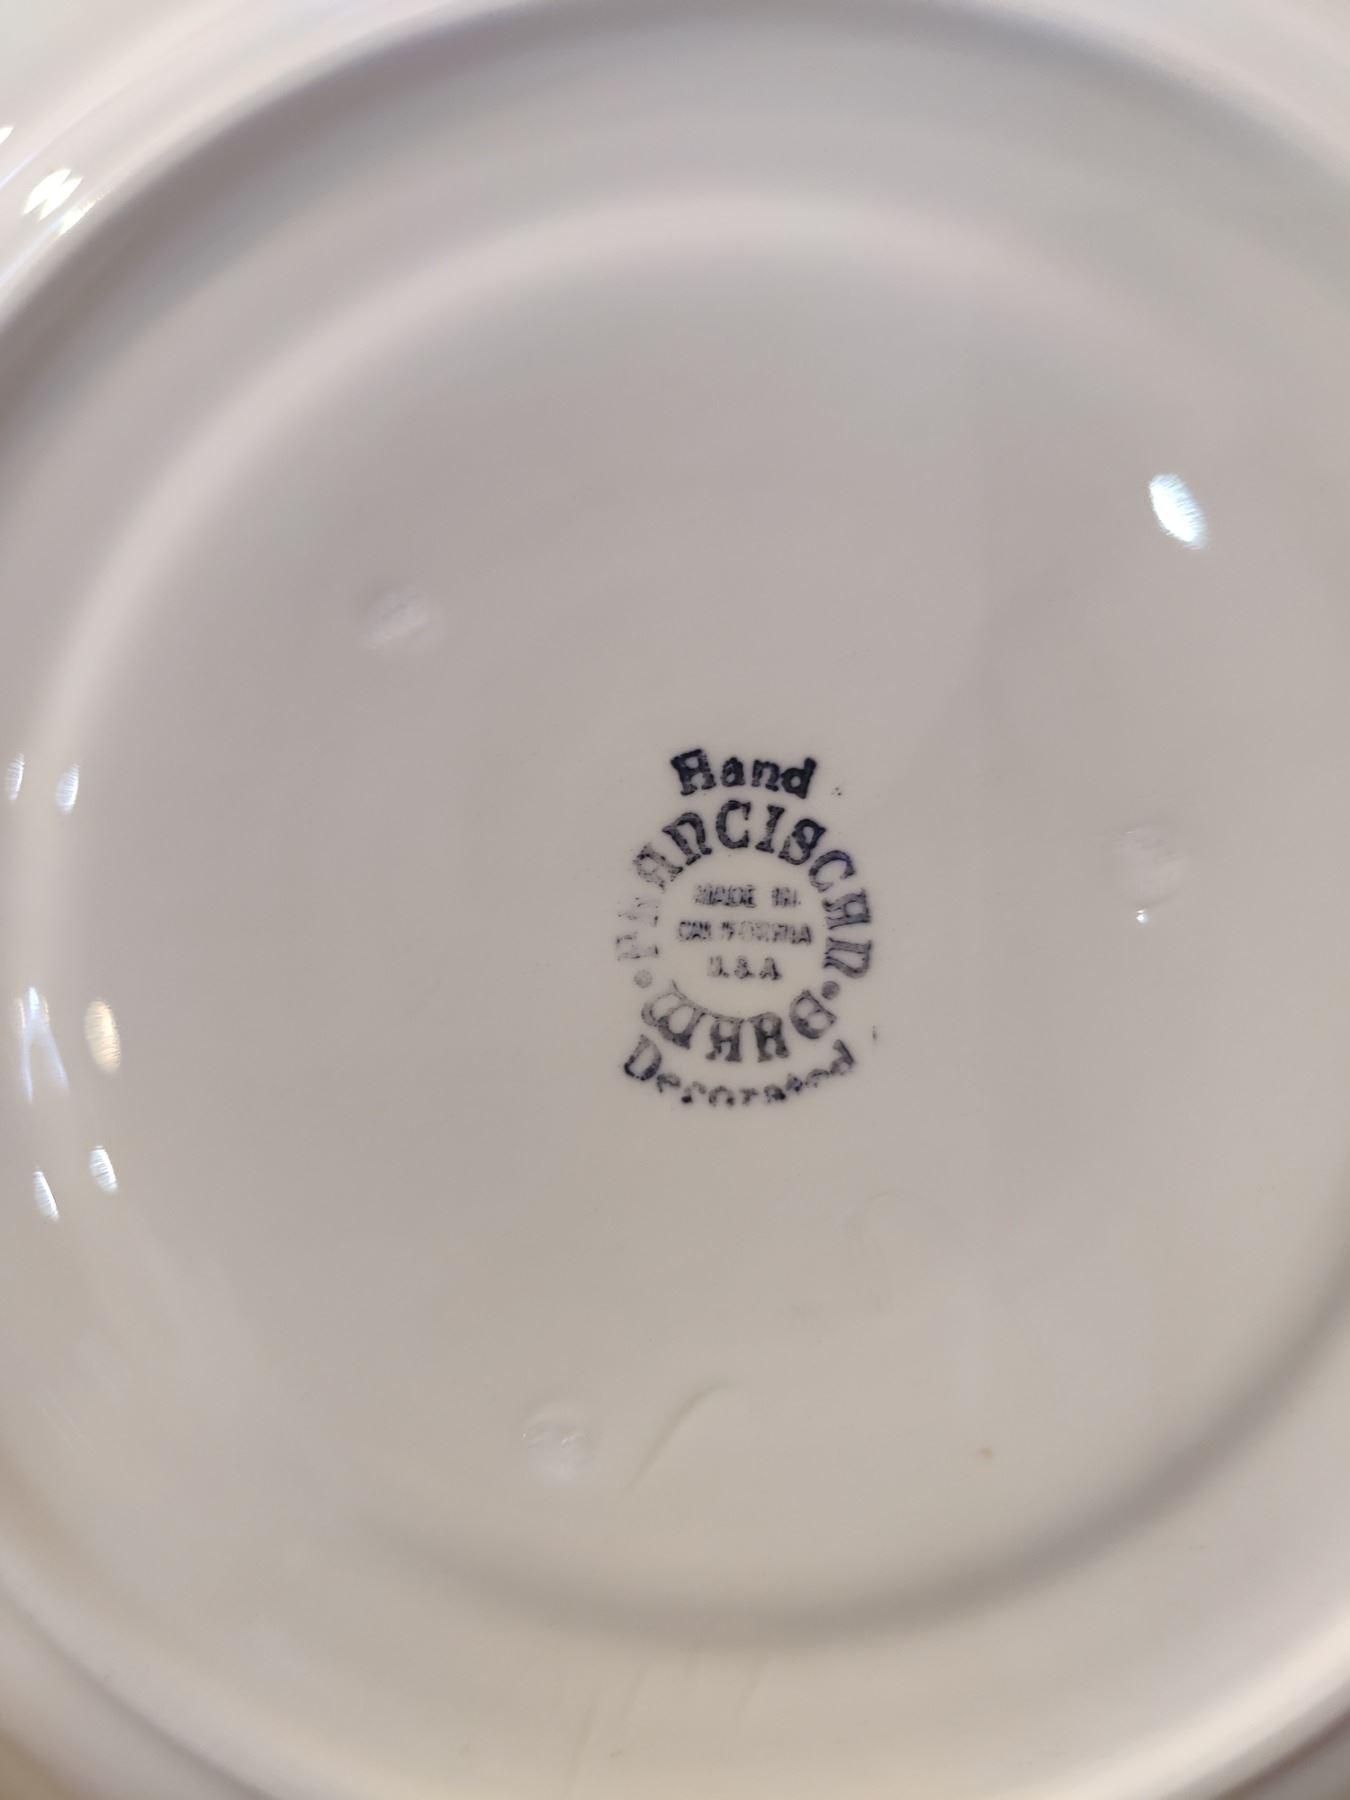 Hand
FRANCISCAN
MADE IN
CALIFORNIA
U.S.A
WARE
Decorated